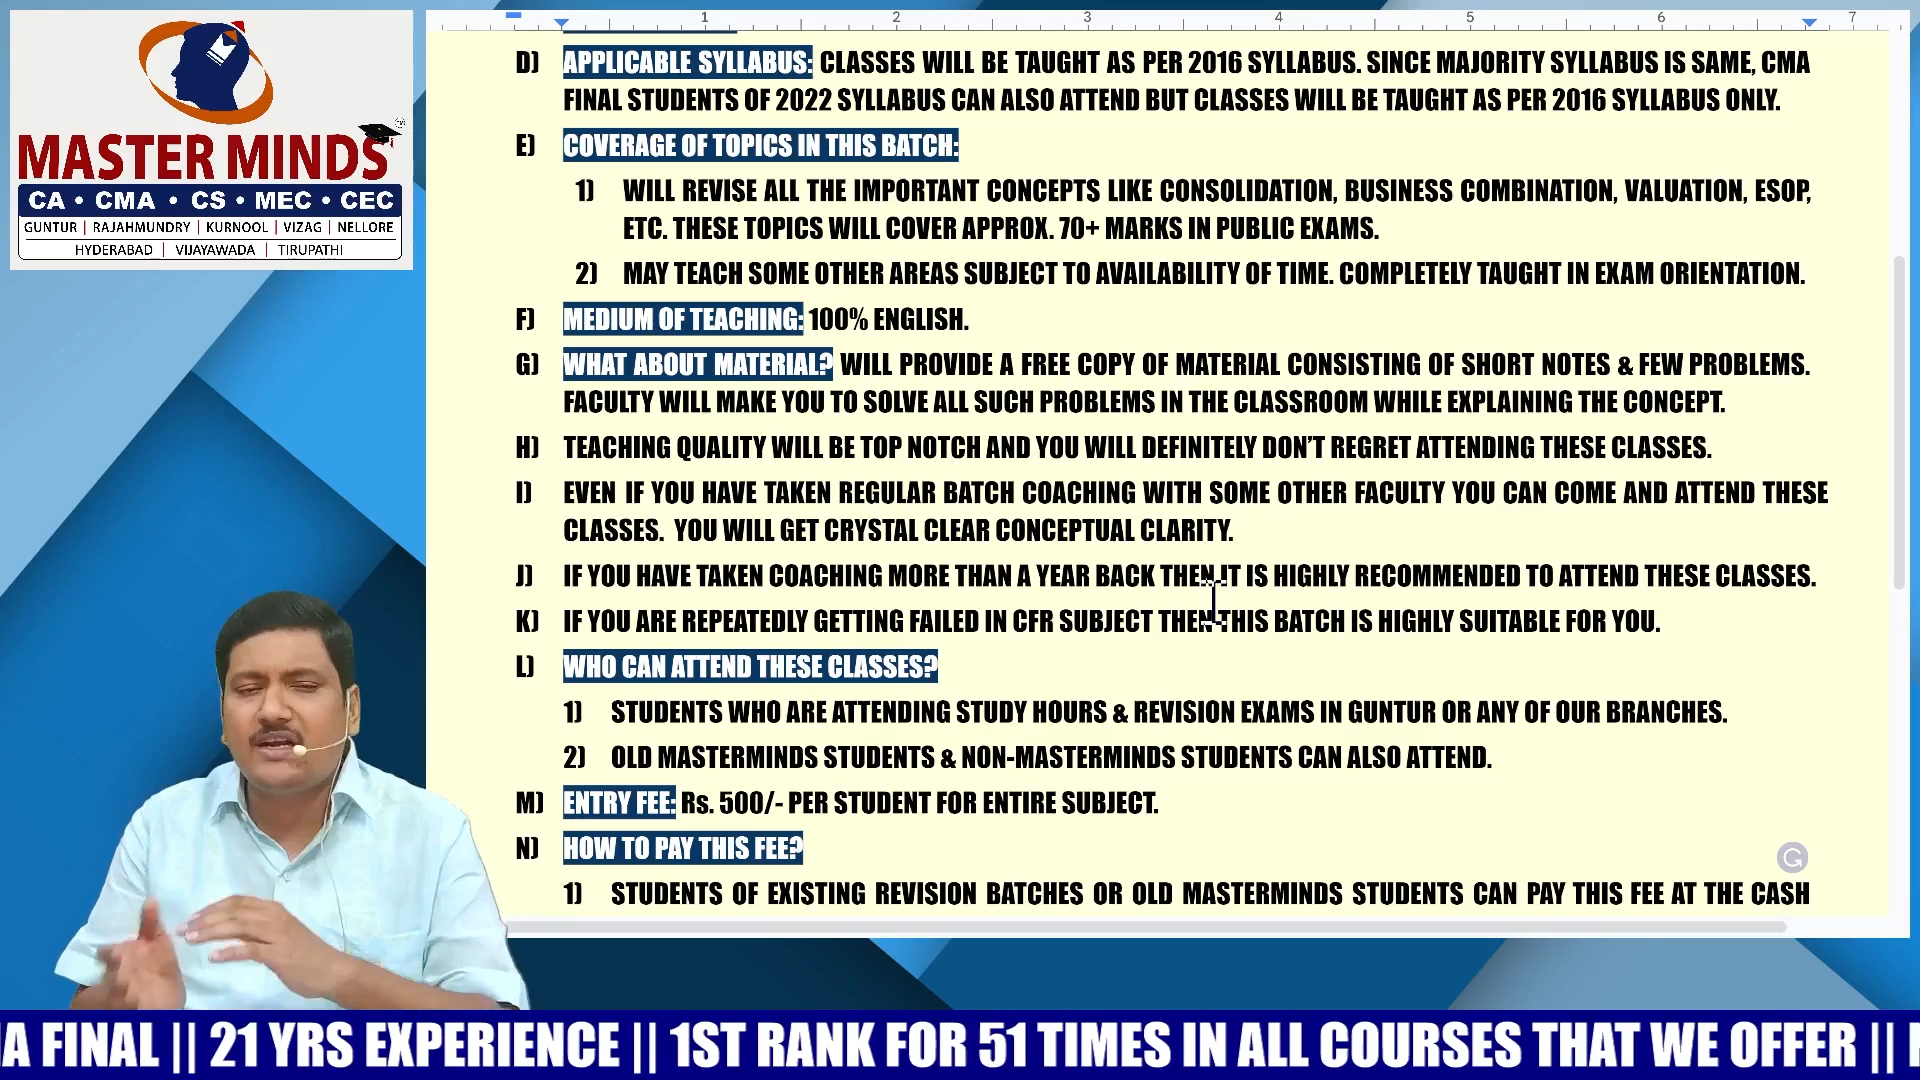 1 2 3 4 5 6 7
MASTER MINDS
CA • CMA • CS • MEC • CEC
GUNTUR | RAJAHMUNDRY | KURNOOL | VIZAG | NELLORE
HYDERABAD | VIJAYAWADA | TIRUPATHI
D) APPLICABLE SYLLABUS: CLASSES WILL BE TAUGHT AS PER 2016 SYLLABUS. SINCE MAJORITY SYLLABUS IS SAME, CMA
FINAL STUDENTS OF 2022 SYLLABUS CAN ALSO ATTEND BUT CLASSES WILL BE TAUGHT AS PER 2016 SYLLABUS ONLY.
E) COVERAGE OF TOPICS IN THIS BATCH:
1) WILL REVISE ALL THE IMPORTANT CONCEPTS LIKE CONSOLIDATION, BUSINESS COMBINATION, VALUATION, ESOP,
ETC. THESE TOPICS WILL COVER APPROX. 70+ MARKS IN PUBLIC EXAMS.
2) MAY TEACH SOME OTHER AREAS SUBJECT TO AVAILABILITY OF TIME. COMPLETELY TAUGHT IN EXAM ORIENTATION.
F) MEDIUM OF TEACHING: 100% ENGLISH.
G) WHAT ABOUT MATERIAL? WILL PROVIDE A FREE COPY OF MATERIAL CONSISTING OF SHORT NOTES & FEW PROBLEMS.
FACULTY WILL MAKE YOU TO SOLVE ALL SUCH PROBLEMS IN THE CLASSROOM WHILE EXPLAINING THE CONCEPT.
H) TEACHING QUALITY WILL BE TOP NOTCH AND YOU WILL DEFINITELY DON'T REGRET ATTENDING THESE CLASSES.
I) EVEN IF YOU HAVE TAKEN REGULAR BATCH COACHING WITH SOME OTHER FACULTY YOU CAN COME AND ATTEND THESE
CLASSES. YOU WILL GET CRYSTAL CLEAR CONCEPTUAL CLARITY.
J) IF YOU HAVE TAKEN COACHING MORE THAN A YEAR BACK THEN IT IS HIGHLY RECOMMENDED TO ATTEND THESE CLASSES.
K) IF YOU ARE REPEATEDLY GETTING FAILED IN CFR SUBJECT THEN THIS BATCH IS HIGHLY SUITABLE FOR YOU.
L) WHO CAN ATTEND THESE CLASSES?
1) STUDENTS WHO ARE ATTENDING STUDY HOURS & REVISION EXAMS IN GUNTUR OR ANY OF OUR BRANCHES.
2) OLD MASTERMINDS STUDENTS & NON-MASTERMINDS STUDENTS CAN ALSO ATTEND.
M) ENTRY FEE: Rs. 500/- PER STUDENT FOR ENTIRE SUBJECT.
N) HOW TO PAY THIS FEE?
1) STUDENTS OF EXISTING REVISION BATCHES OR OLD MASTERMINDS STUDENTS CAN PAY THIS FEE AT THE CASH
A FINAL || 21 YRS EXPERIENCE || 1ST RANK FOR 51 TIMES IN ALL COURSES THAT WE OFFER ||